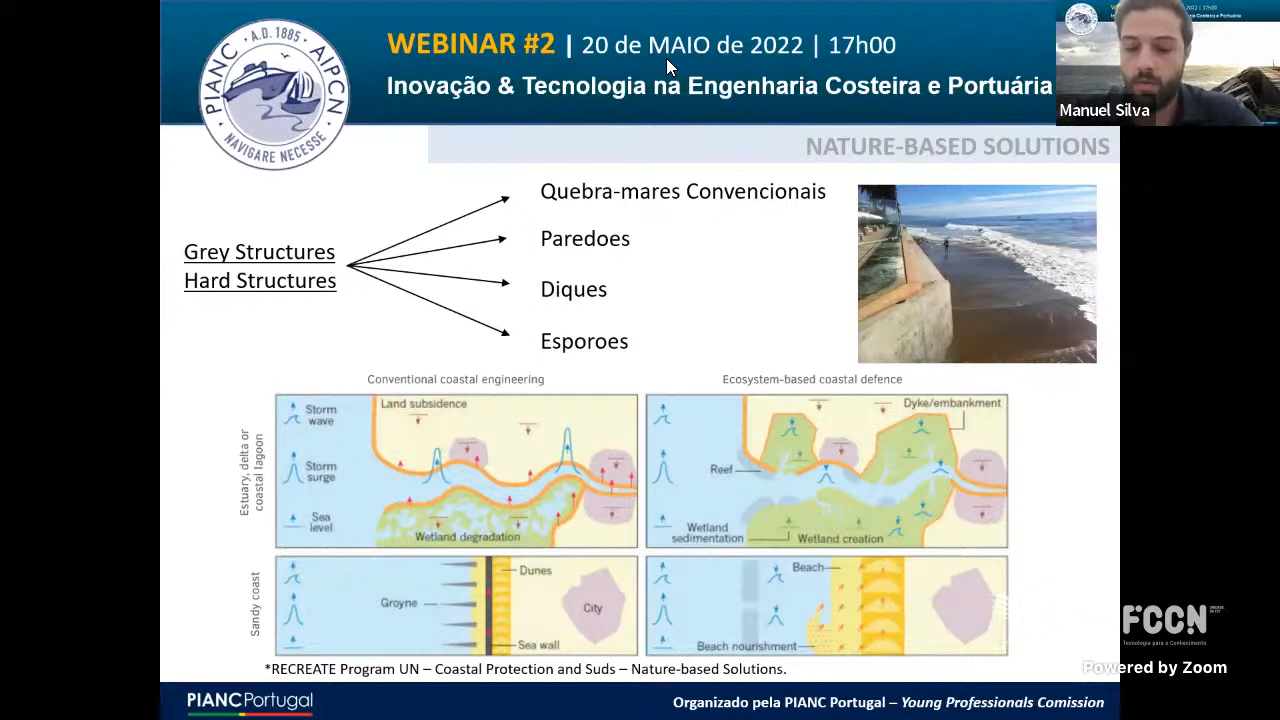 PIANC · A.D. 1885 · AIPCN
NAVIGARE NECESSE
WEBINAR #2 | 20 de MAIO de 2022 | 17h00
Inovação & Tecnologia na Engenharia Costeira e Portuária
Manuel Silva
NATURE-BASED SOLUTIONS
Grey Structures
Hard Structures
Quebra-mares Convencionais
Paredoes
Diques
Esporoes
Conventional coastal engineering
Ecosystem-based coastal defence
Estuary, delta or
coastal lagoon
Storm
wave
Storm
surge
Sea
level
Land subsidence
Wetland degradation
Dyke/embankment
Reef
Wetland
sedimentation
Wetland creation
Sandy coast
Groyne
Dunes
City
Sea wall
Beach
Beach nourishment
*RECREATE Program UN – Coastal Protection and Suds – Nature-based Solutions.
FCCN
Tecnologia para o Conhecimento
Powered by Zoom
PIANC Portugal
Organizado pela PIANC Portugal – Young Professionals Comission